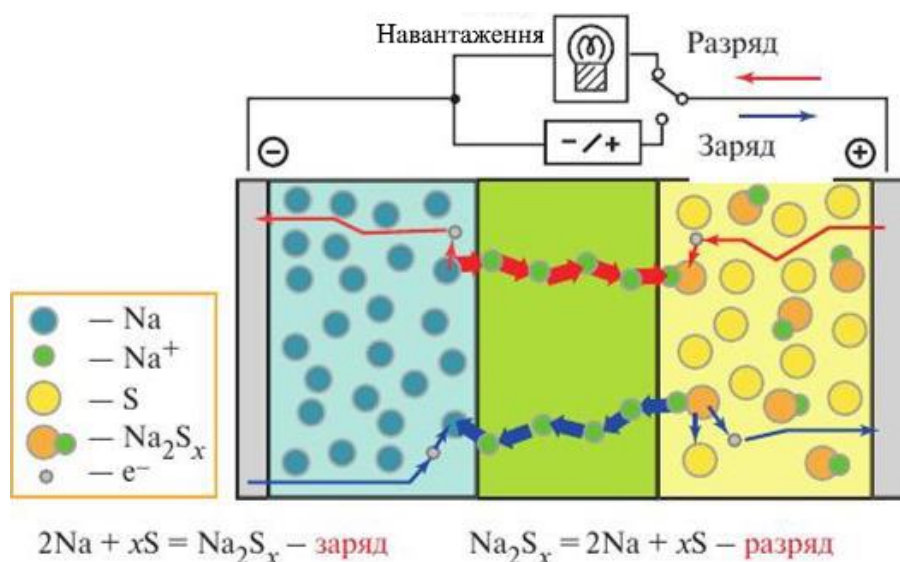 Навантаження
Разряд
Заряд
− / +
−
+
— Na
— Na⁺
— S
— Na₂Sₓ
— e⁻
2Na + xS = Na₂Sₓ – заряд
Na₂Sₓ = 2Na + xS – разряд